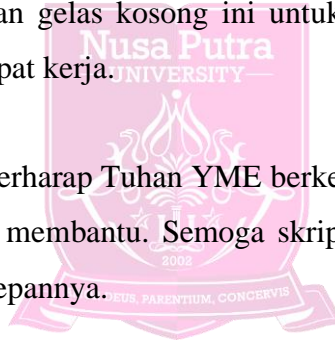 an gelas kosong ini untuk
Nusa Putra
UNIVERSITY
pat kerja.
erharap Tuhan YME berke
2002
membantu. Semoga skrip
epannya.
DEUS, PARENTIUM, CONCERVIS